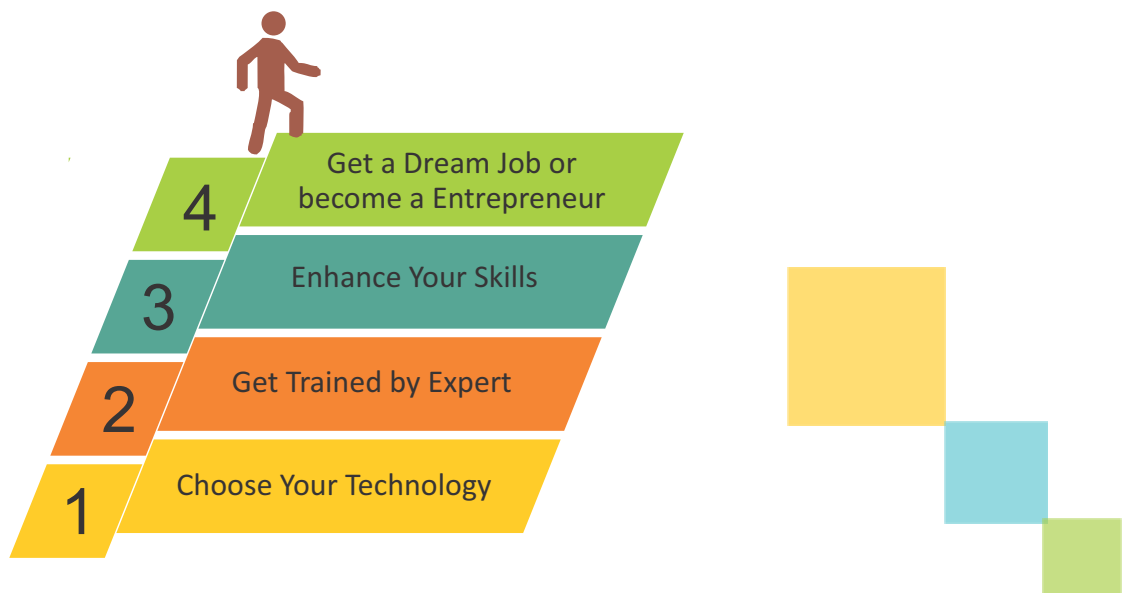 4
Get a Dream Job or
become a Entrepreneur
3
Enhance Your Skills
2
Get Trained by Expert
1
Choose Your Technology